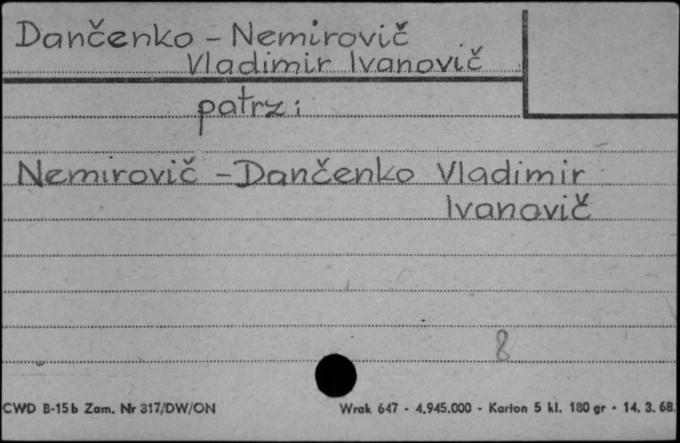 Dančenko - Nemirovič
Vladimir Ivanovič
patrz:
Nemirovič - Dančenko Vladimir
Ivanovič
8
CWD B-15b Zam. Nr 317/DW/ON Wrak 647 - 4.945.000 - Karton 5 kl. 180 gr - 14. 3. 68.